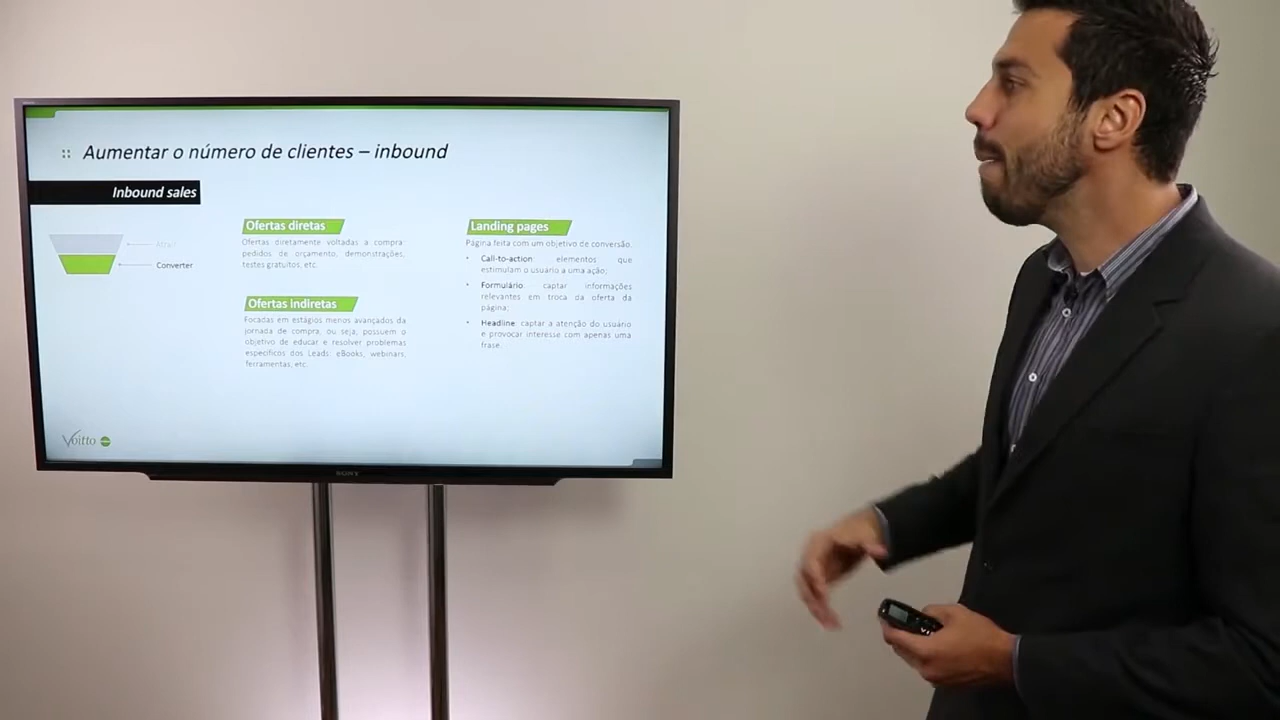 Aumentar o número de clientes – inbound
Inbound sales
Atrair
Converter
Ofertas diretas
Ofertas diretamente voltadas a compra:
pedidos de orçamento, demonstrações,
testes gratuitos, etc.
Ofertas Indiretas
Focadas em estágios menos avançados da
jornada de compra, ou seja, possuem o
objetivo de educar e resolver problemas
específicos dos Leads: eBooks, webinars,
ferramentas, etc.
Landing pages
Página feita com um objetivo de conversão.
• Call-to-action: elementos que
estimulam o usuário a uma ação;
• Formulário: captar informações
relevantes em troca da oferta da
página;
• Headline: captar a atenção do usuário
e provocar interesse com apenas uma
frase.
Voitto
SONY